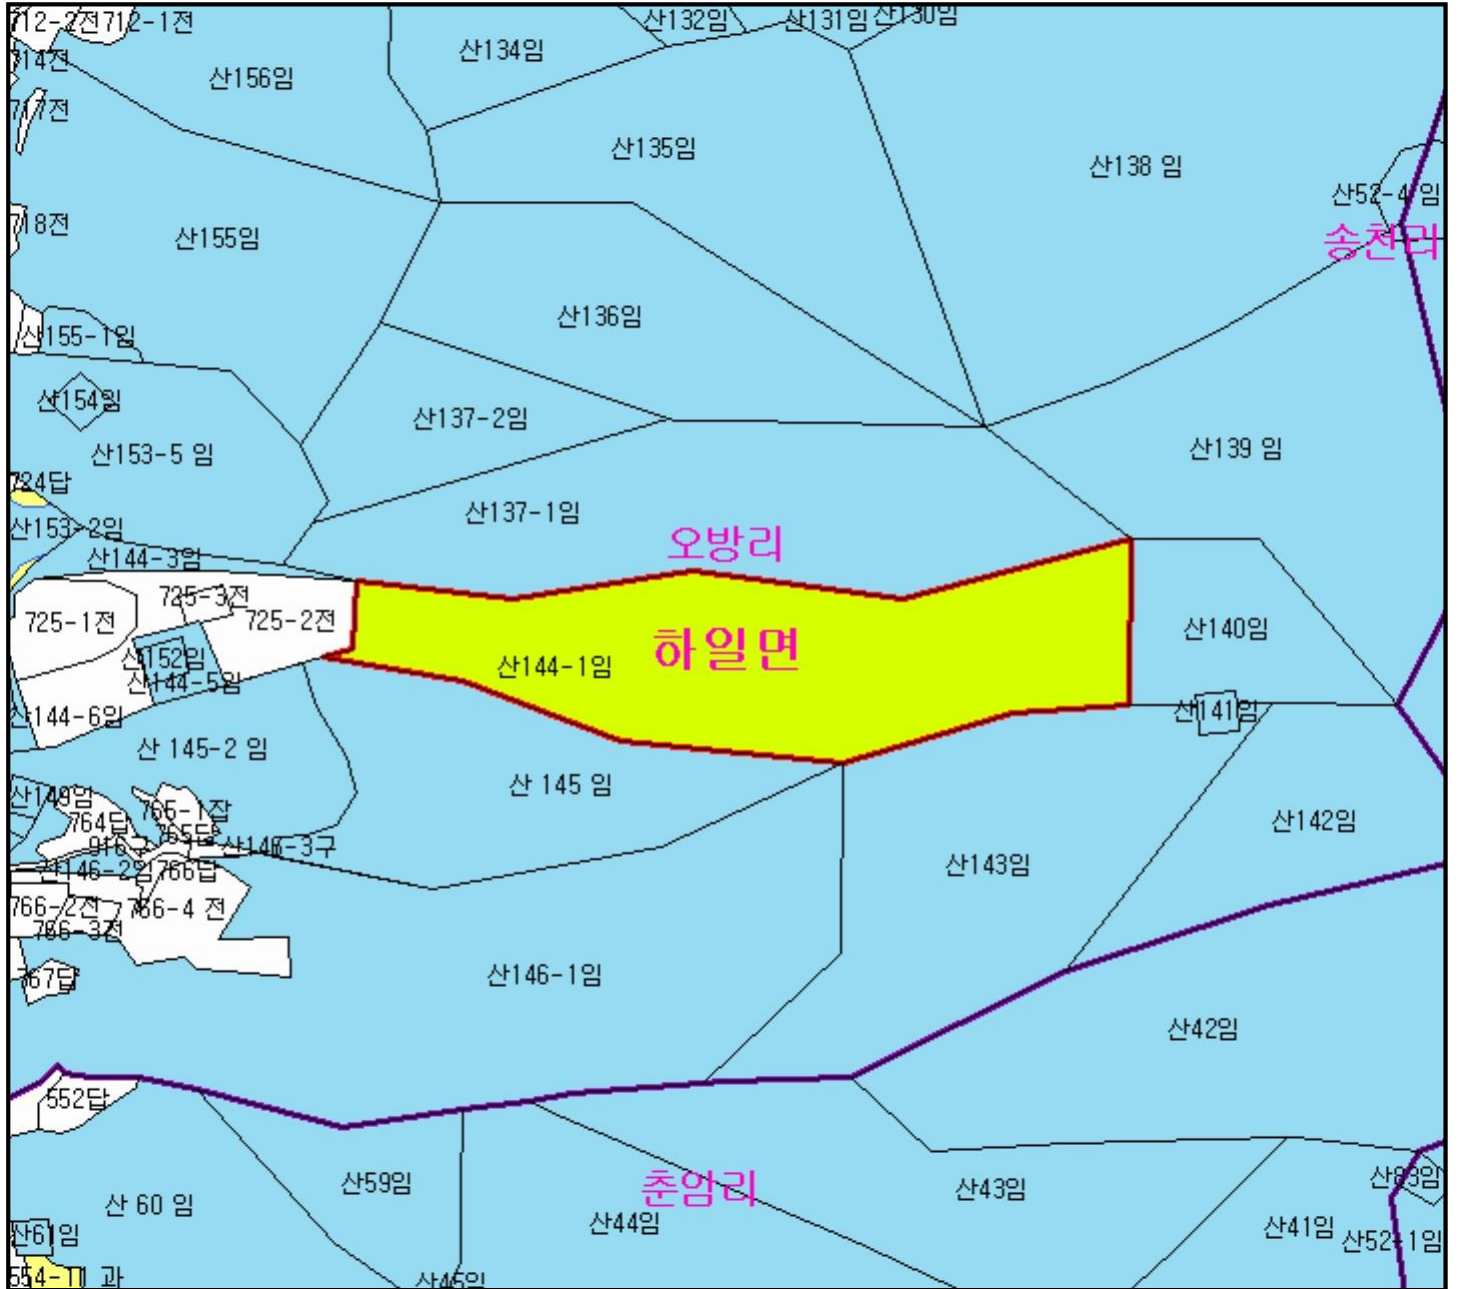 712-2전
712-1전
산132임
산131임
산130임
714전
산134임
산156임
717전
산135임
산138 임
산52-4 임
718전
산155임
송천리
산136임
산155-1임
산154임
산137-2임
산153-5 임
산139 임
724답
산137-1임
산153-2임
오방리
산144-3임
725-3전
725-1전
725-2전
산140임
하일면
산152임
산144-1임
산144-5임
산144-6임
산141임
산 145-2 임
산 145 임
산149임
765-1잡
764답
765답
산142임
916구
산146-3구
산146-2임
766답
산143임
766-2전
766-4 전
766-3전
767답
산146-1임
산42임
552답
산59임
춘암리
산43임
산83임
산 60 임
산44임
산41임
산61임
산52-1임
554-11 과
산45임